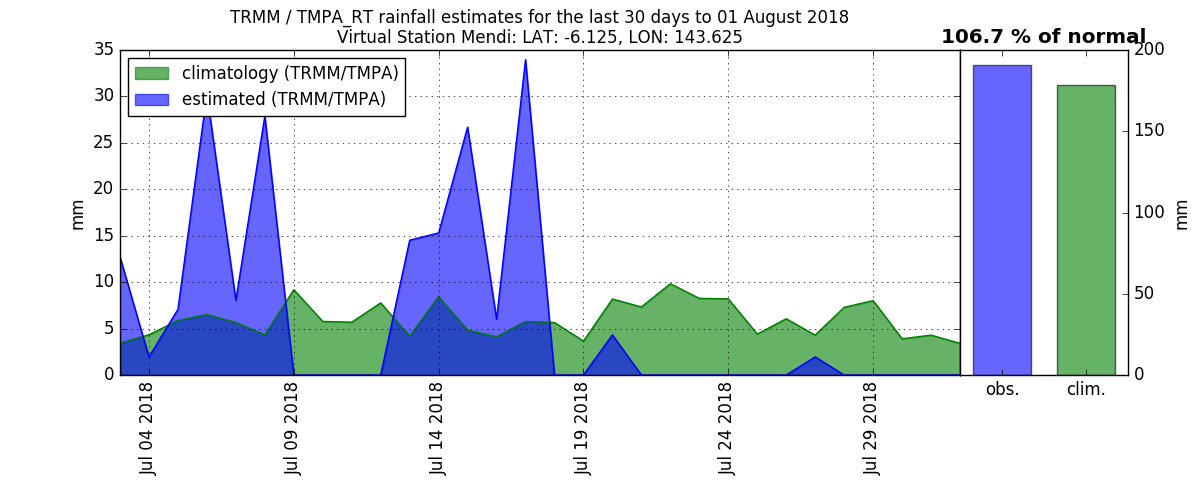 TRMM / TMPA_RT rainfall estimates for the last 30 days to 01 August 2018
Virtual Station Mendi: LAT: -6.125, LON: 143.625
106.7 % of normal
climatology (TRMM/TMPA)
estimated (TRMM/TMPA)
35
30
25
20
15
10
5
0
mm
Jul 04 2018
Jul 09 2018
Jul 14 2018
Jul 19 2018
Jul 24 2018
Jul 29 2018
obs.
clim.
200
150
100
50
0
mm